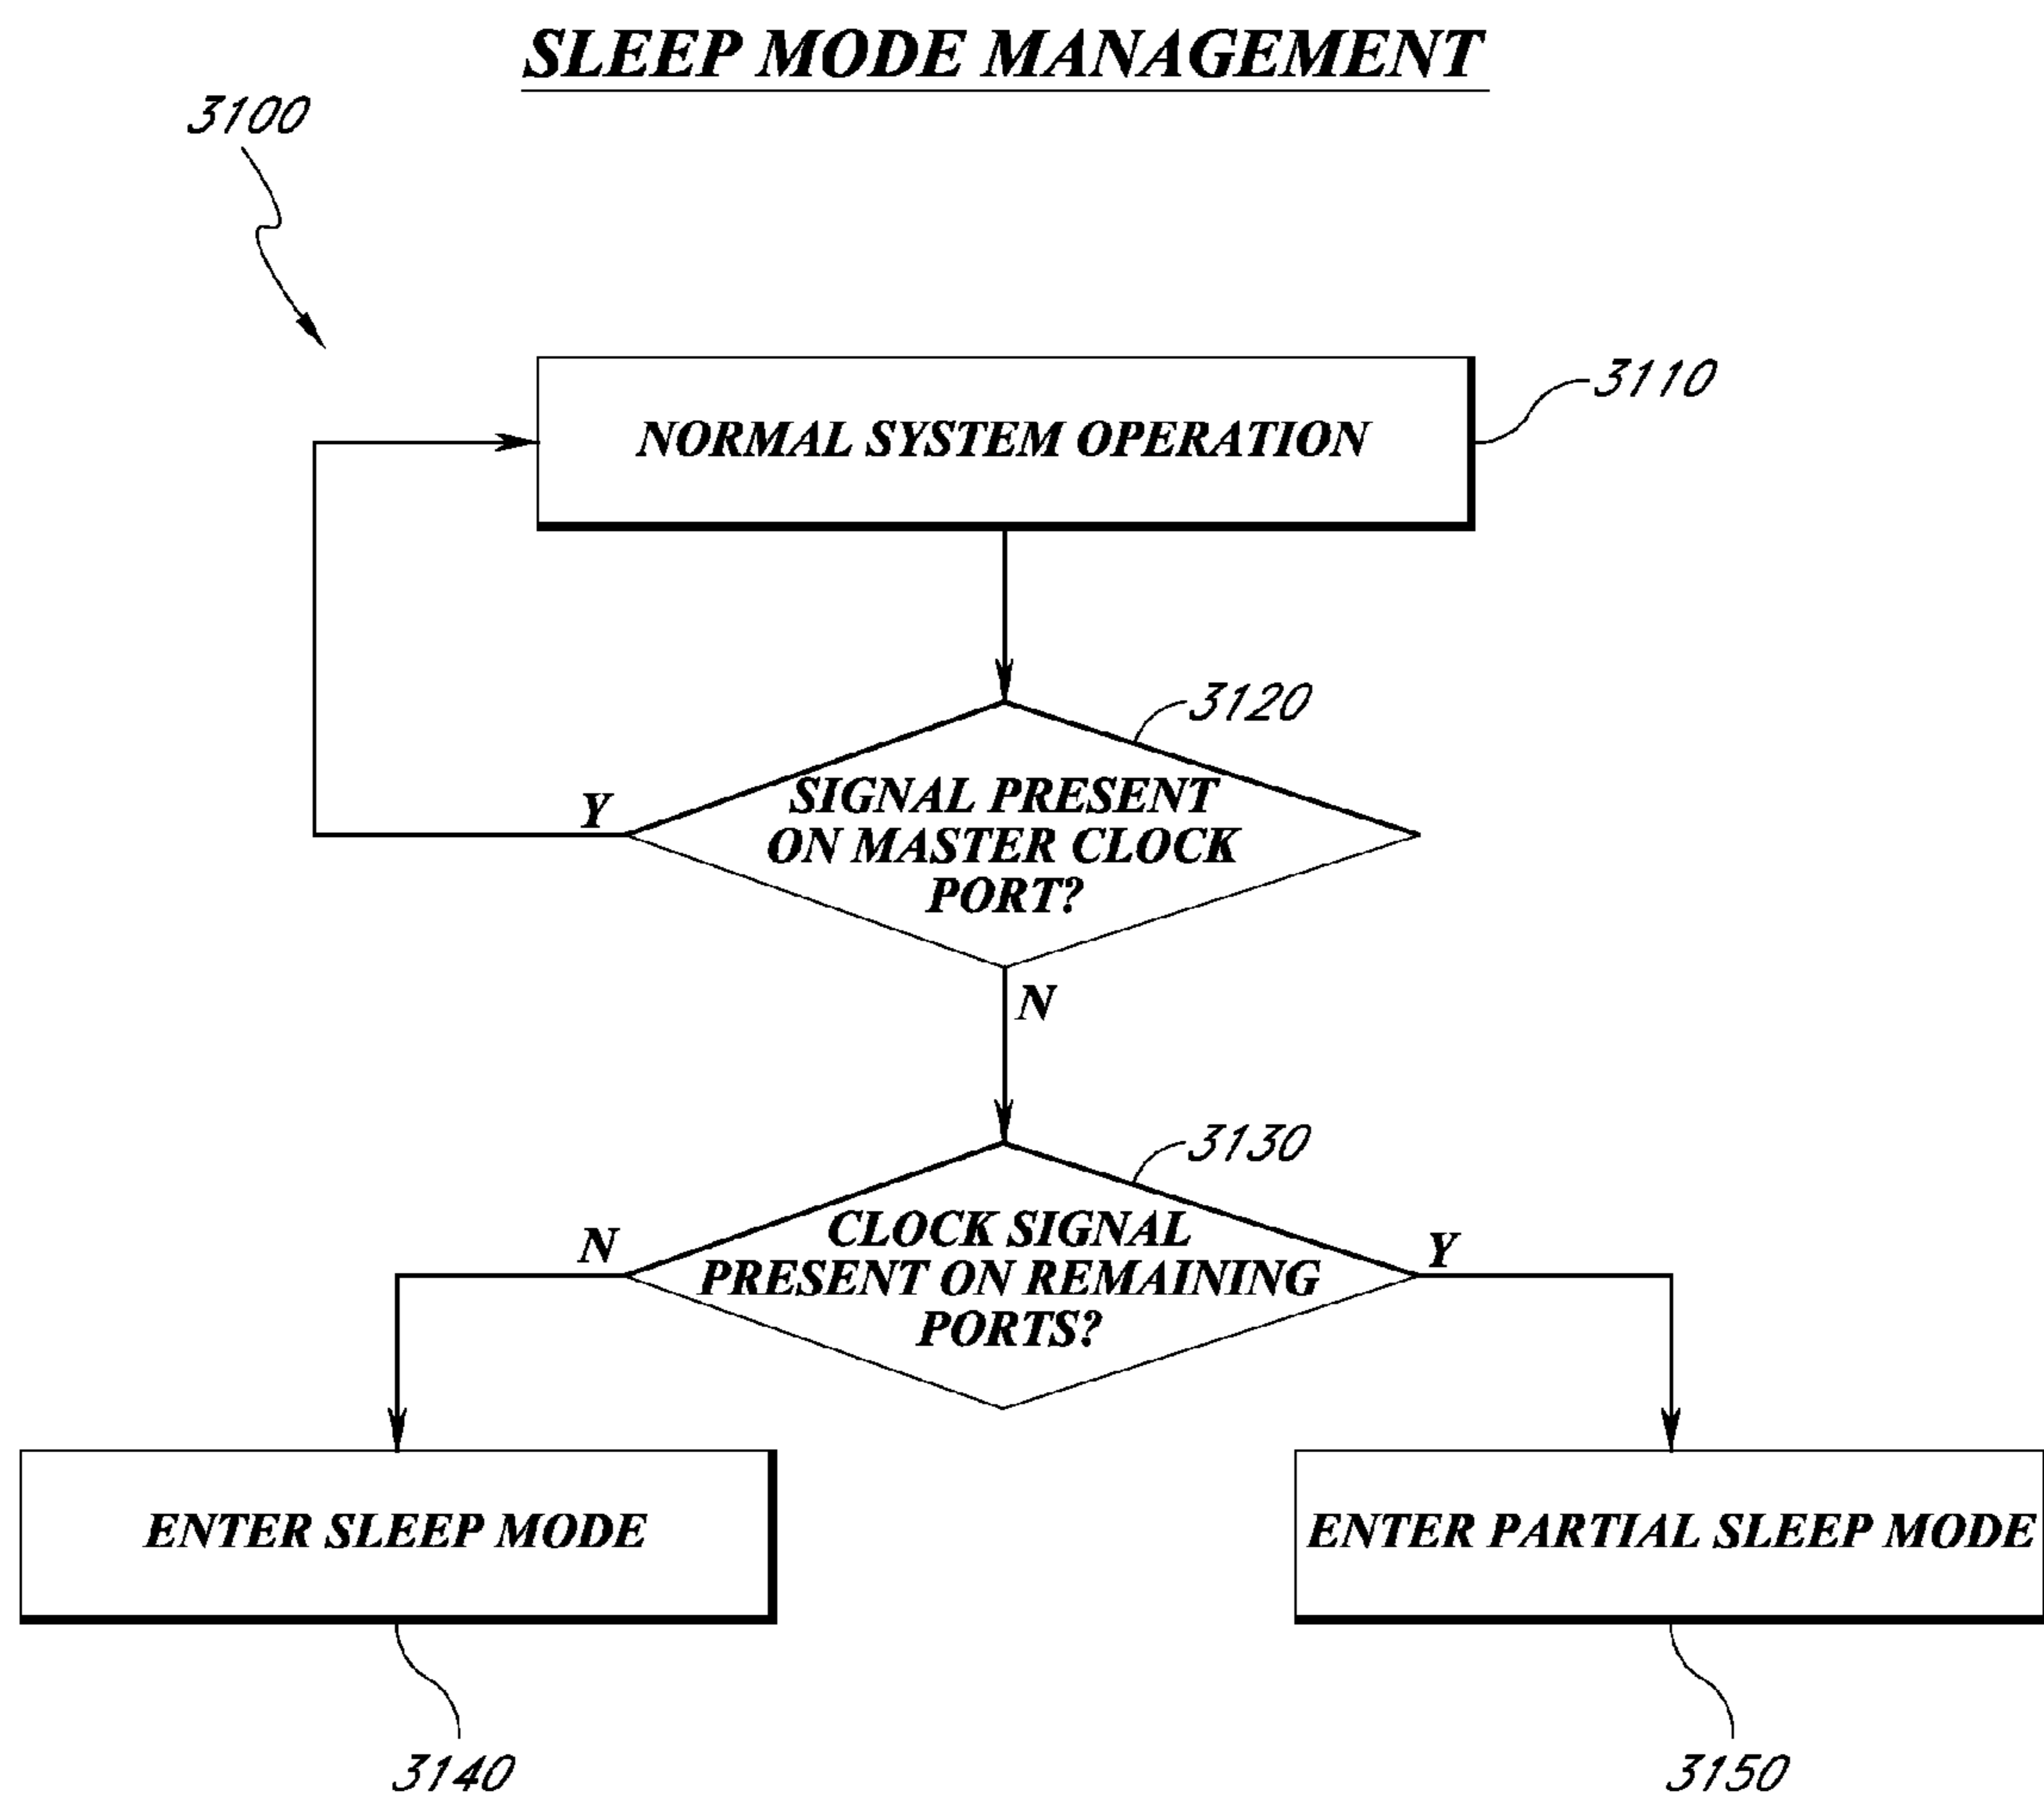 SLEEP MODE MANAGEMENT
3100
NORMAL SYSTEM OPERATION
3110
3120
SIGNAL PRESENT
ON MASTER CLOCK
PORT?
Y
N
3130
CLOCK SIGNAL
PRESENT ON REMAINING
PORTS?
N
Y
ENTER SLEEP MODE
ENTER PARTIAL SLEEP MODE
3140
3150